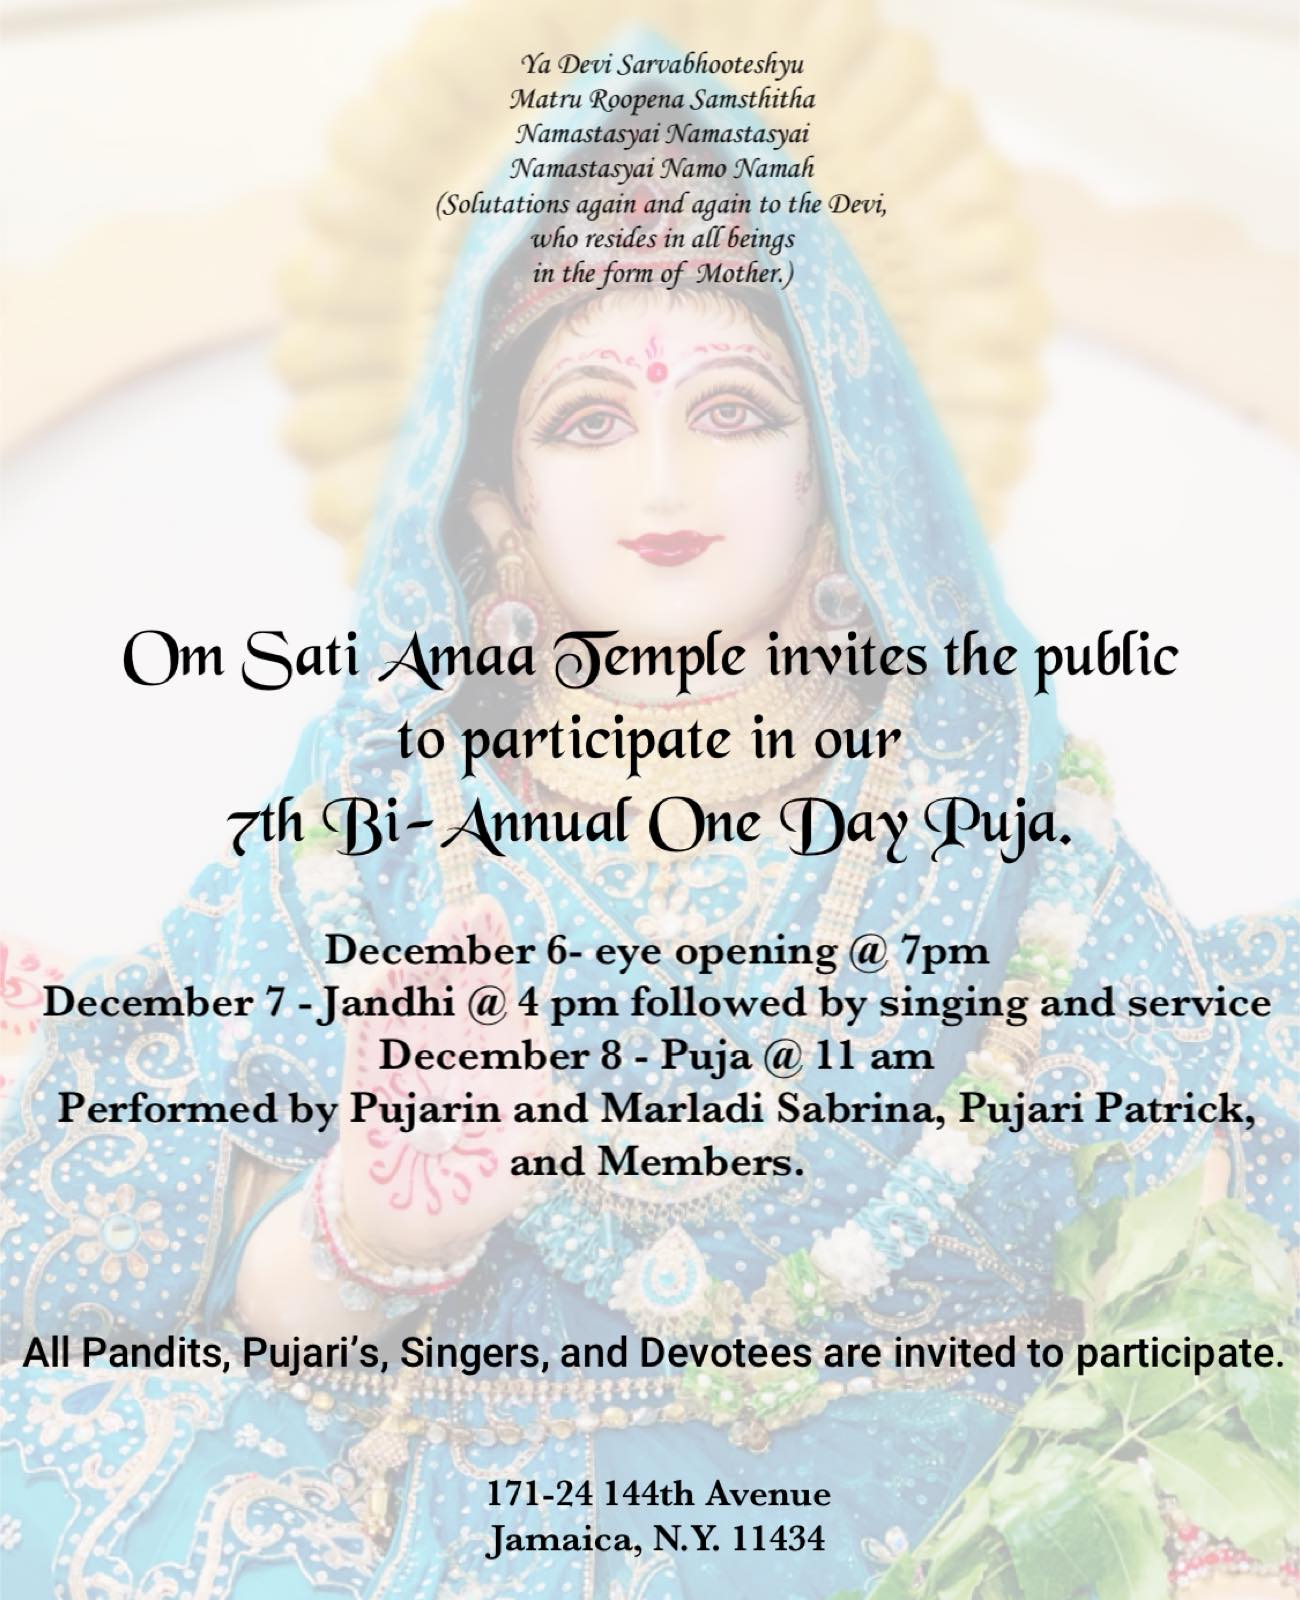 Ya Devi Sarvabhooteshyu
Matru Roopena Samsthitha
Namastasyai Namastasyai
Namastasyai Namo Namah
(Solutations again and again to the Devi,
who resides in all beings
in the form of Mother.)
Om Sati Amaa Temple invites the public
to participate in our
7th Bi-Annual One Day Puja.
December 6- eye opening @ 7pm
December 7 - Jandhi @ 4 pm followed by singing and service
December 8 - Puja @ 11 am
Performed by Pujarin and Marladi Sabrina, Pujari Patrick,
and Members.
All Pandits, Pujari’s, Singers, and Devotees are invited to participate.
171-24 144th Avenue
Jamaica, N.Y. 11434